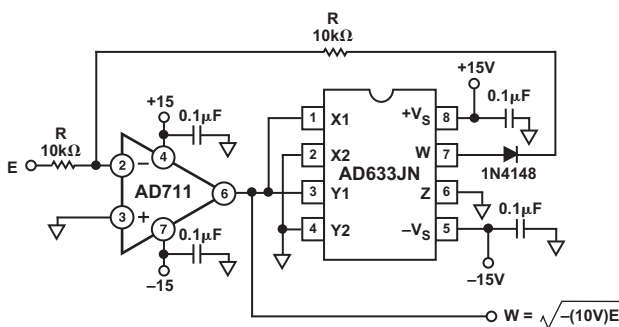 R
10kΩ
+15V
+15
0.1µF
0.1µF
1 X1
+VS 8
R
10kΩ
E
2 –
4
2 X2
W 7
AD711
6
AD633JN
1N4148
3 Y1
Z 6
3 +
7
0.1µF
0.1µF
4 Y2
–VS 5
–15
–15V
W = √–(10V)E